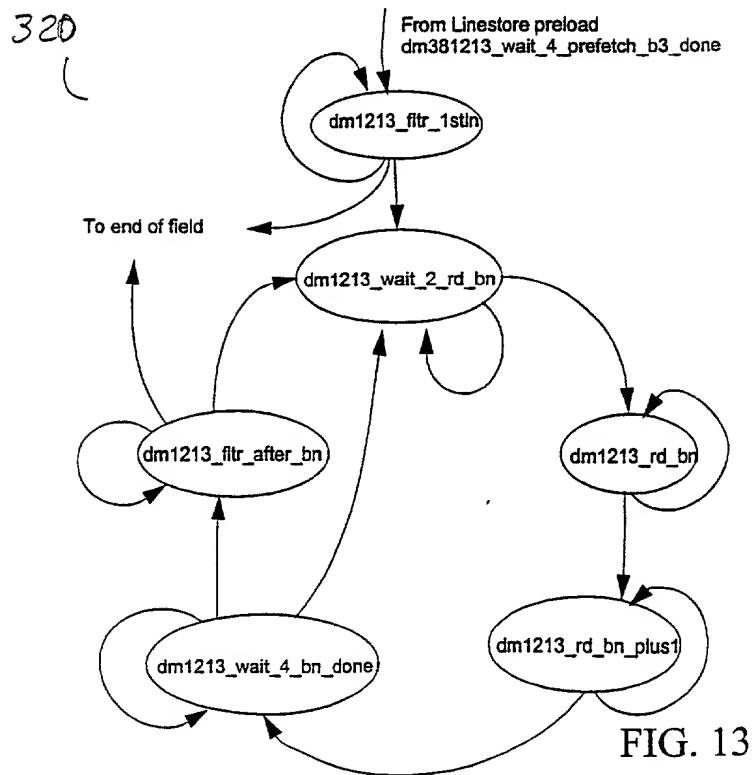 320
From Linestore preload
dm381213_wait_4_prefetch_b3_done
dm1213_fltr_1stln
To end of field
dm1213_wait_2_rd_bn
dm1213_fltr_after_bn
dm1213_rd_bn
dm1213_wait_4_bn_done
dm1213_rd_bn_plus1
FIG. 13